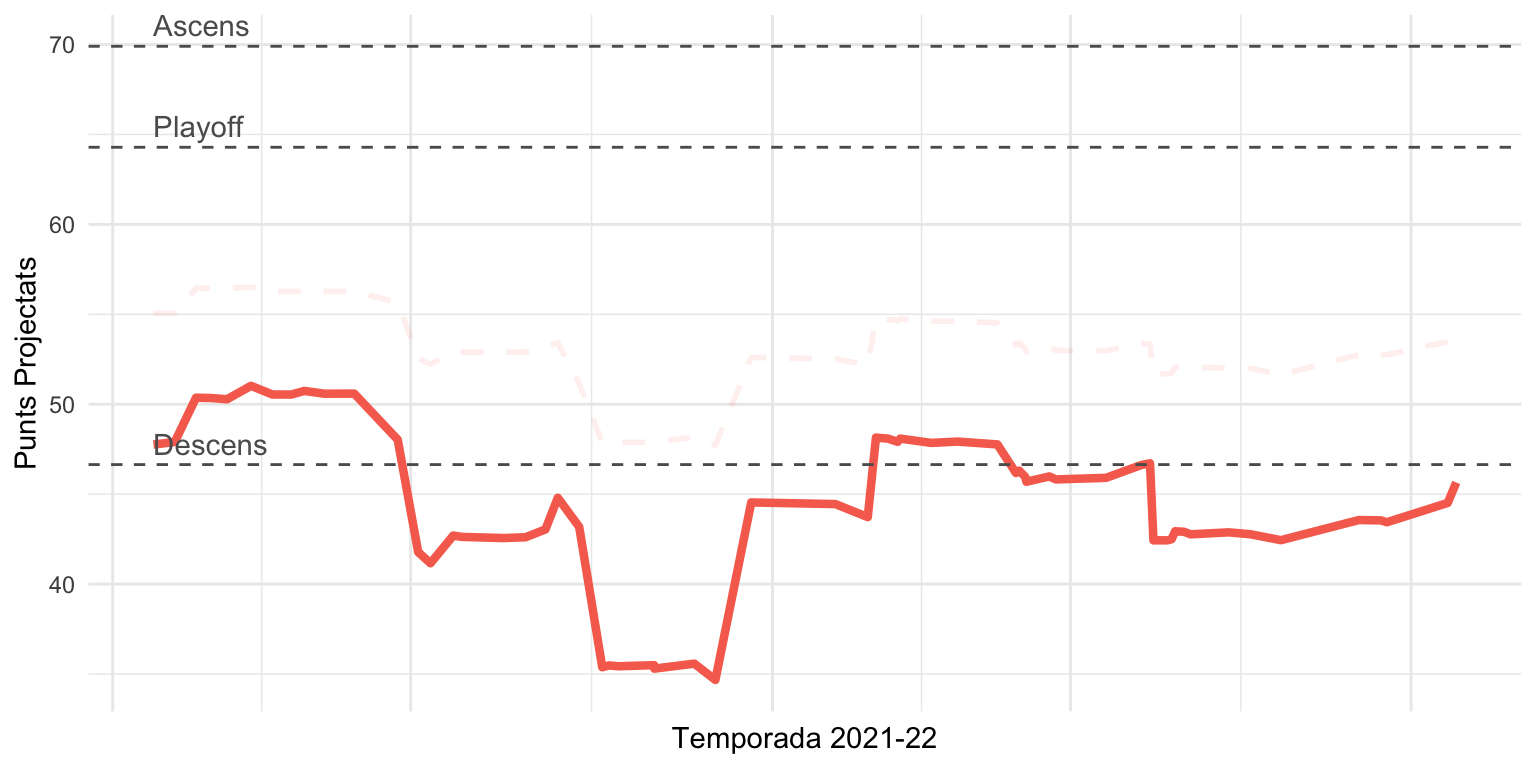 Ascens
70
Playoff
60
Punts Projectats
50
Descens
40
Temporada 2021-22